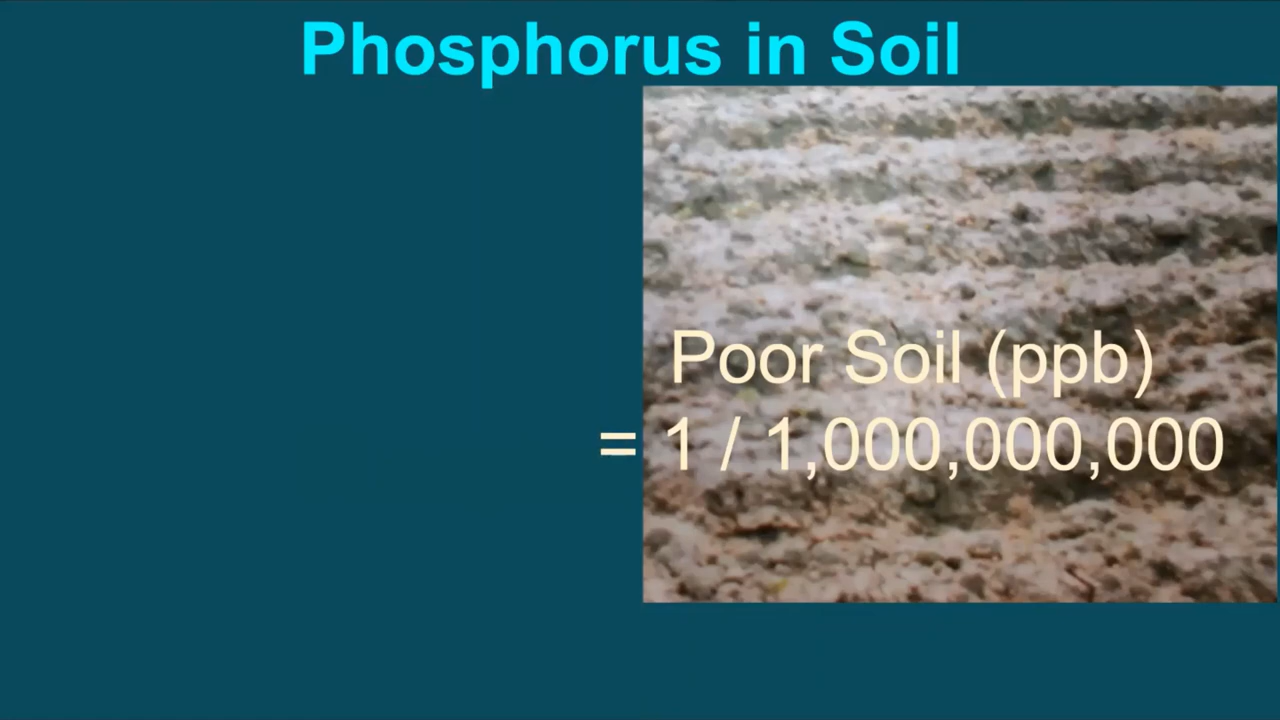 Phosphorus in Soil
Poor Soil (ppb)
= 1 / 1,000,000,000